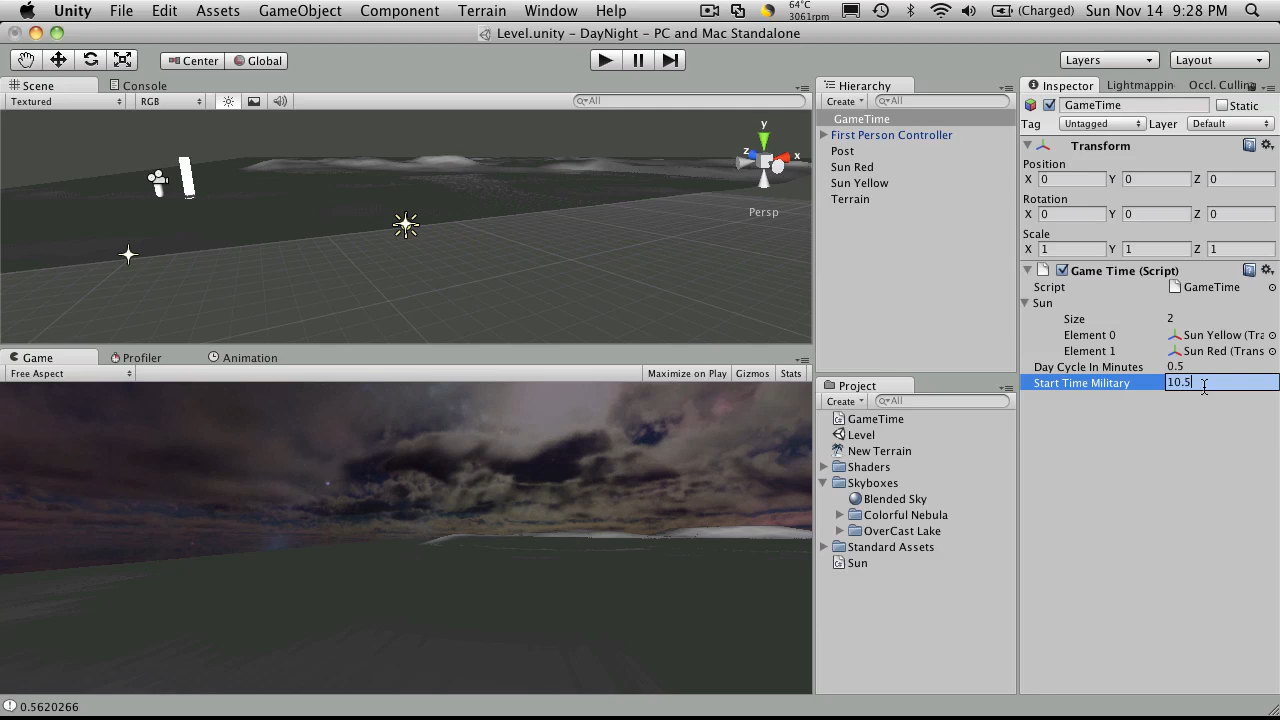 Unity File Edit Assets GameObject Component Terrain Window Help 64°C 3061rpm (Charged) Sun Nov 14 9:28 PM
Level.unity - DayNight - PC and Mac Standalone
Center Global Layers Layout
Scene Console
Textured RGB All
y
z x
Persp
Game Profiler Animation
Free Aspect Maximize on Play Gizmos Stats
Hierarchy
Create All
GameTime
First Person Controller
Post
Sun Red
Sun Yellow
Terrain
Project
Create All
GameTime
Level
New Terrain
Shaders
Skyboxes
Blended Sky
Colorful Nebula
OverCast Lake
Standard Assets
Sun
Inspector Lightmappin Occl. Cullin
GameTime Static
Tag Untagged Layer Default
Transform
Position
X 0 Y 0 Z 0
Rotation
X 0 Y 0 Z 0
Scale
X 1 Y 1 Z 1
Game Time (Script)
Script GameTime
Sun
Size 2
Element 0 Sun Yellow (Tra
Element 1 Sun Red (Trans
Day Cycle In Minutes 0.5
Start Time Military 10.5
0.5620266